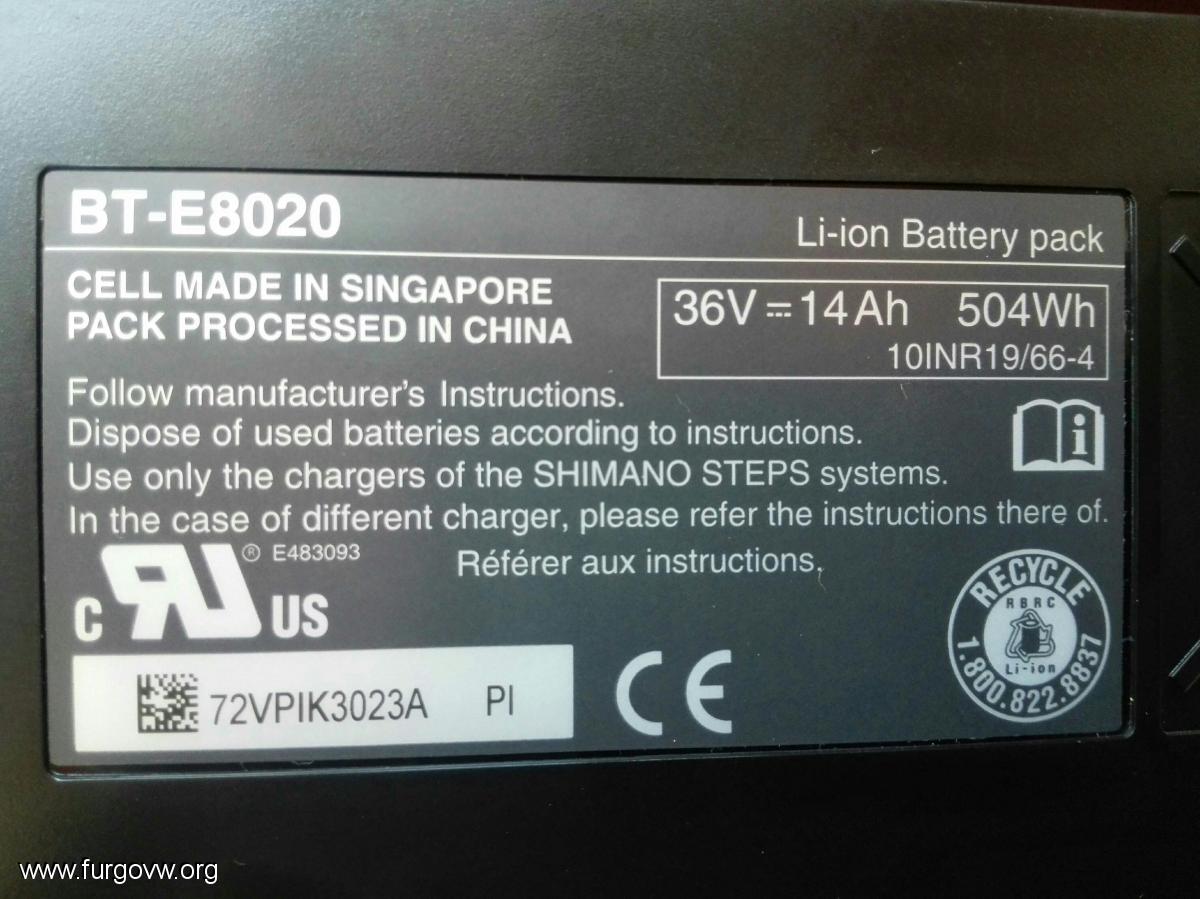 BT-E8020
Li-ion Battery pack
CELL MADE IN SINGAPORE
PACK PROCESSED IN CHINA
36V ⎓ 14Ah 504Wh
10INR19/66-4
Follow manufacturer's Instructions.
Dispose of used batteries according to instructions.
Use only the chargers of the SHIMANO STEPS systems.
In the case of different charger, please refer the instructions there of.
® E483093
Référer aux instructions.
C RU US
RECYCLE
RBRC
Li-ion
1.800.822.8837
72VPIK3023A PI
CE
www.furgovw.org